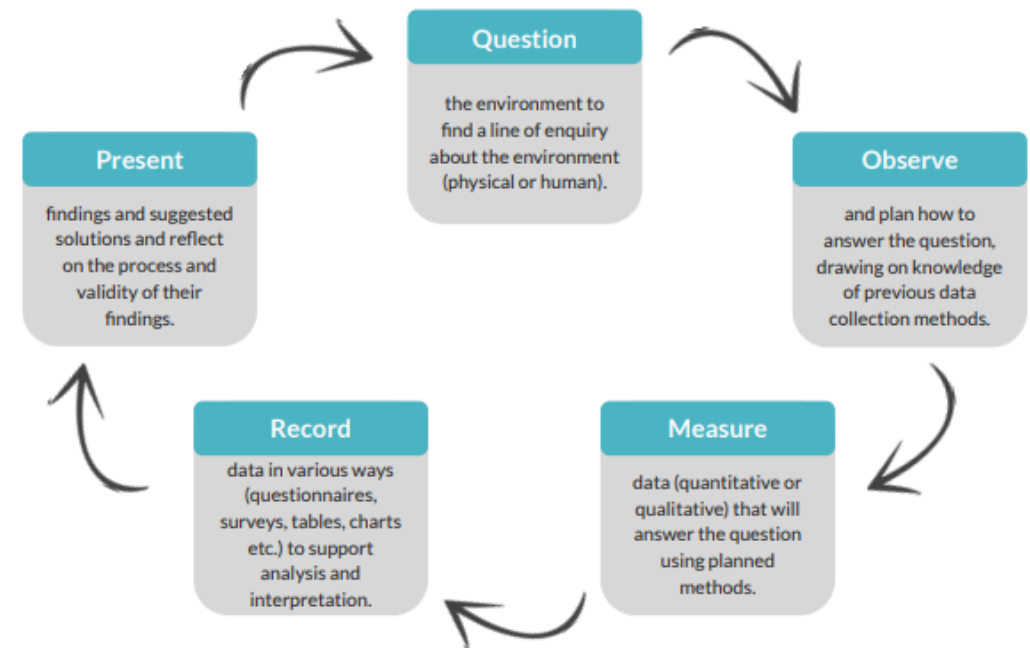 Question
the environment to
find a line of enquiry
about the environment
(physical or human).
Observe
and plan how to
answer the question,
drawing on knowledge
of previous data
collection methods.
Measure
data (quantitative or
qualitative) that will
answer the question
using planned
methods.
Record
data in various ways
(questionnaires,
surveys, tables, charts
etc.) to support
analysis and
interpretation.
Present
findings and suggested
solutions and reflect
on the process and
validity of their
findings.